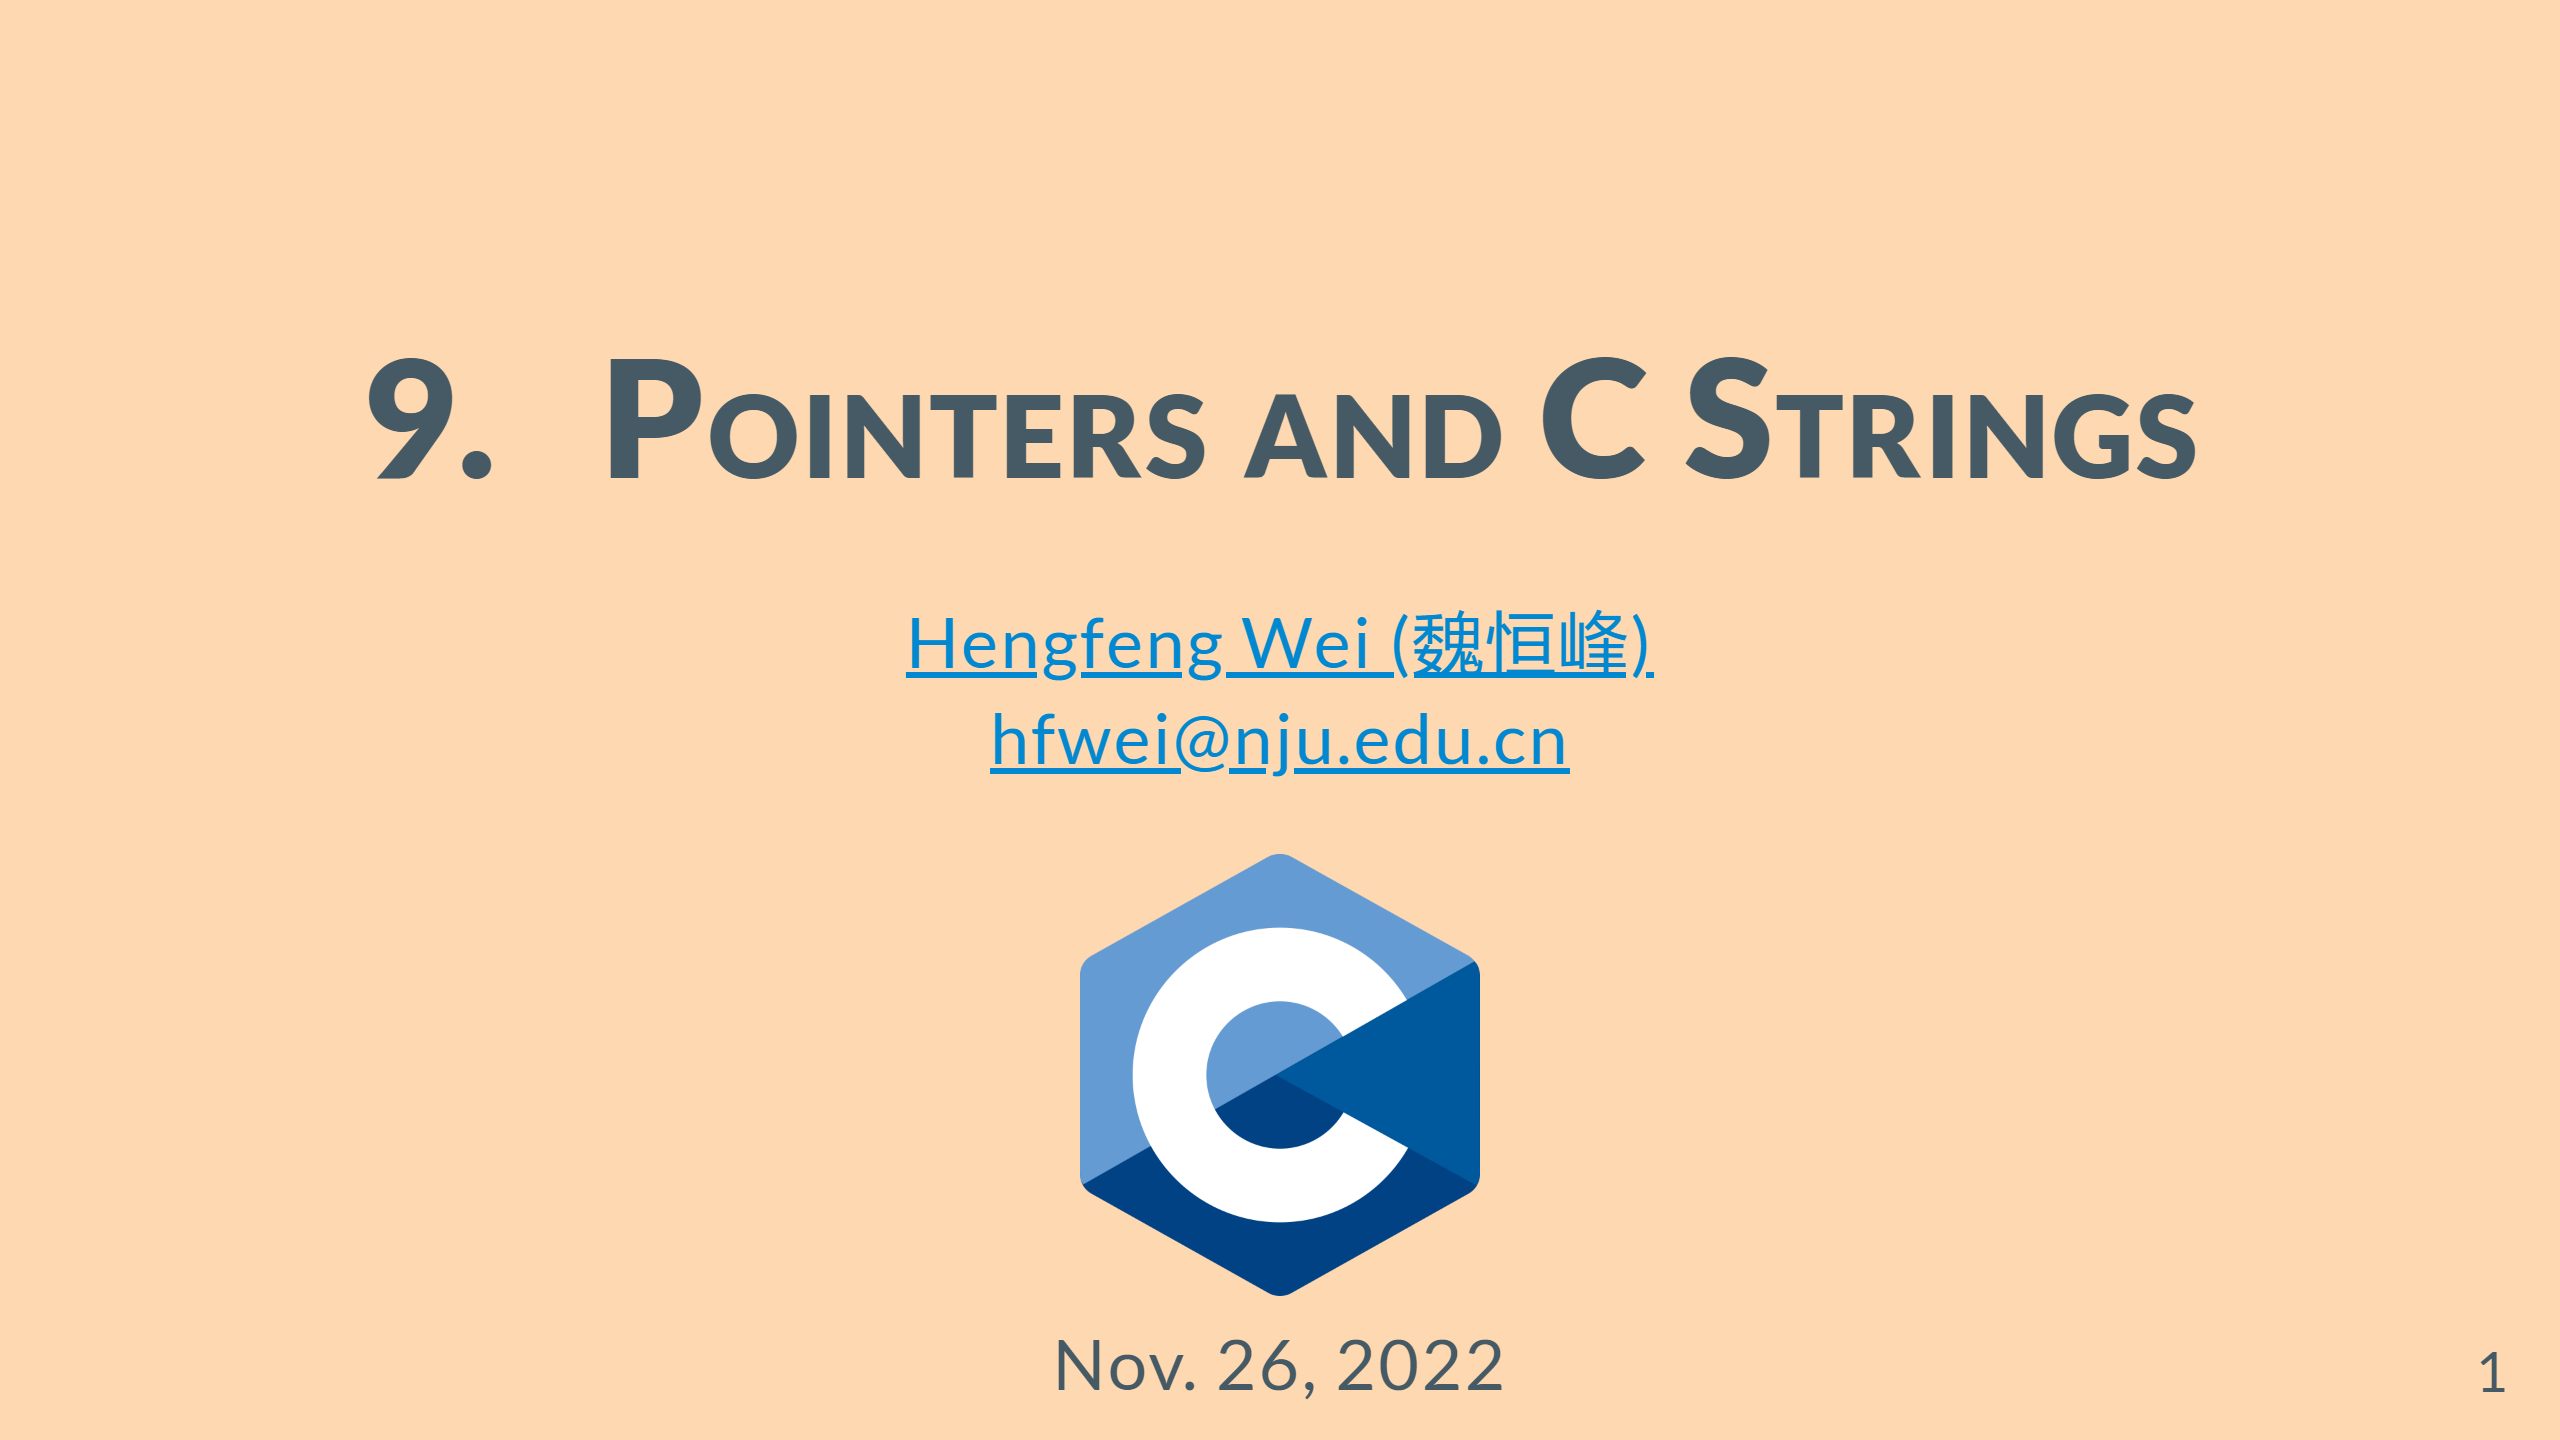 9. Pointers and C Strings
Hengfeng Wei (魏恒峰)
hfwei@nju.edu.cn
C
Nov. 26, 2022
1